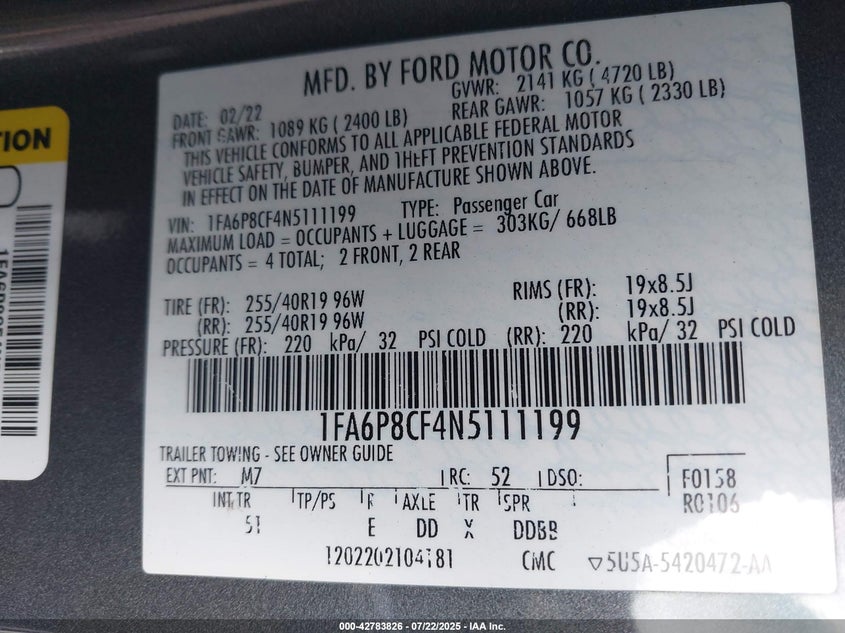 TION
MFD. BY FORD MOTOR CO.
DATE: 02/22 GVWR: 2141 KG ( 4720 LB)
FRONT GAWR: 1089 KG ( 2400 LB) REAR GAWR: 1057 KG ( 2330 LB)
THIS VEHICLE CONFORMS TO ALL APPLICABLE FEDERAL MOTOR
VEHICLE SAFETY, BUMPER, AND THEFT PREVENTION STANDARDS
IN EFFECT ON THE DATE OF MANUFACTURE SHOWN ABOVE.
VIN: 1FA6P8CF4N5111199 TYPE: Passenger Car
MAXIMUM LOAD = OCCUPANTS + LUGGAGE = 303KG/ 668LB
OCCUPANTS = 4 TOTAL; 2 FRONT, 2 REAR
TIRE (FR): 255/40R19 96W RIMS (FR): 19x8.5J
(RR): 255/40R19 96W (RR): 19x8.5J
PRESSURE (FR): 220 kPa/ 32 PSI COLD (RR): 220 kPa/ 32 PSI COLD
1FA6P8CF4N5111199
TRAILER TOWING - SEE OWNER GUIDE
EXT PNT: M7 RC: 52 DSO: F0158
R0106
INT TR TP/PS R AXLE TR SPR
51 E DD X DDBB
1202202104181 CMC 5U5A-5420472-AA
000-42783826 - 07/22/2025 - IAA Inc.